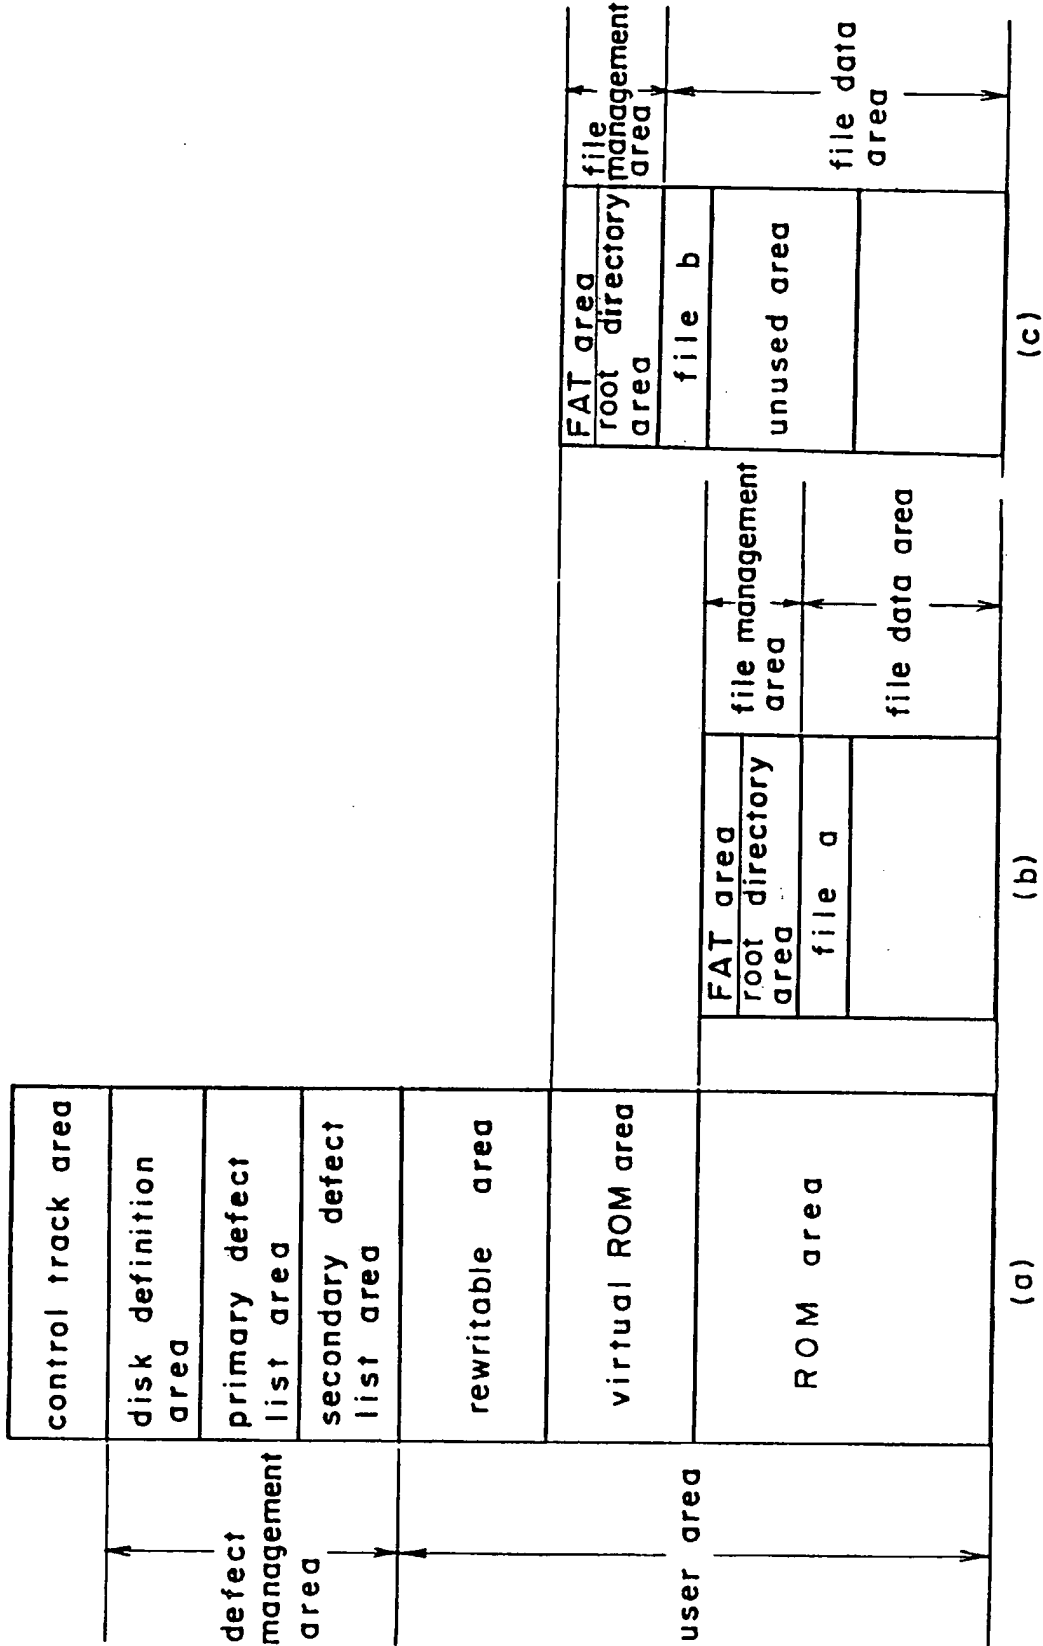 defect
management
area
user area
control track area
disk definition
area
primary defect
list area
secondary defect
list area
rewritable area
virtual ROM area
ROM area
(a)
FAT area
root directory
area
file a
file management
area
file data area
(b)
FAT area
root directory
area
file b
unused area
file
management
area
file data
area
(c)